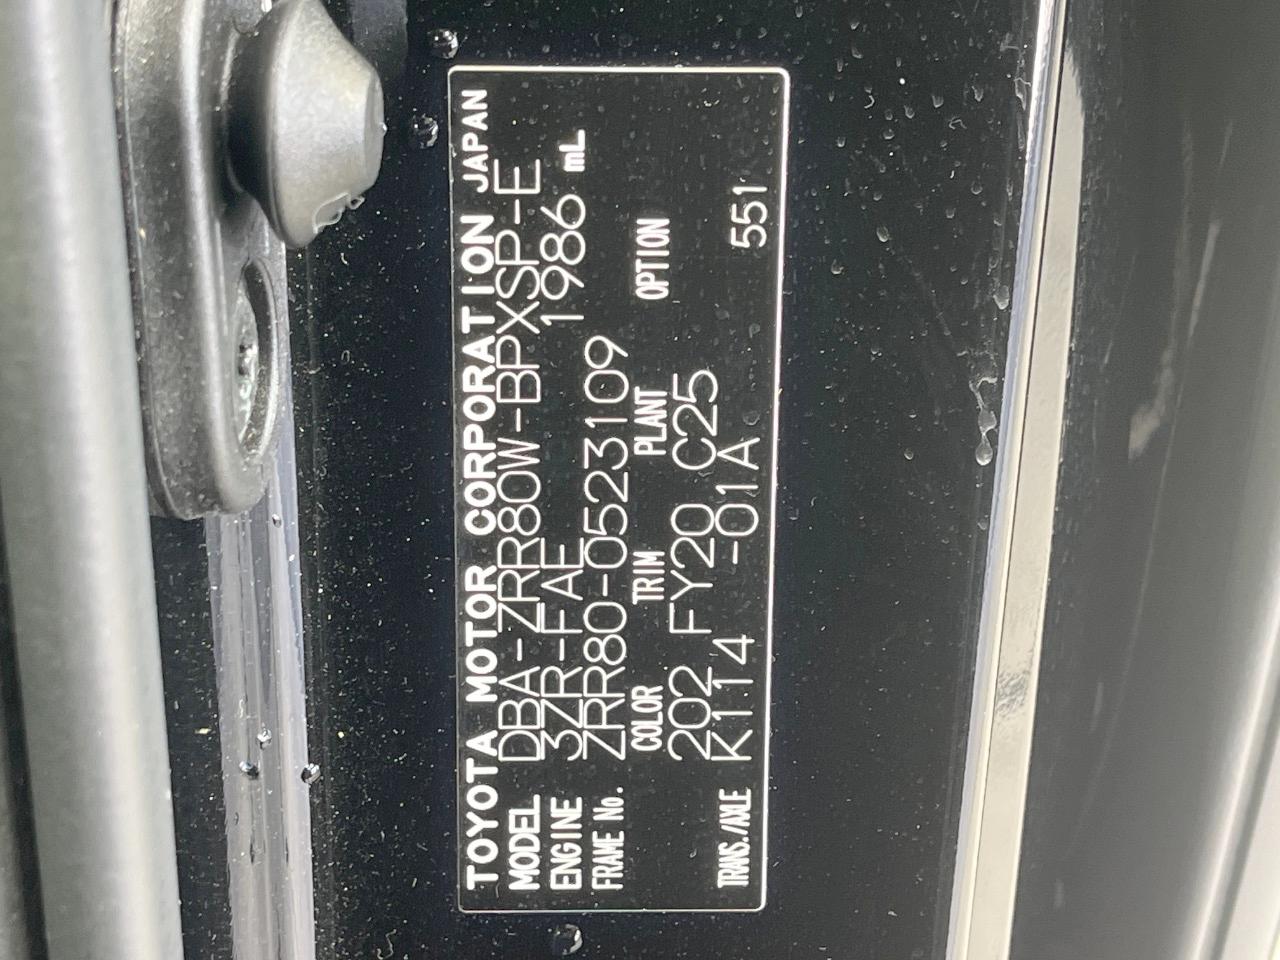 TOYOTA MOTOR CORPORATION JAPAN
MODEL DBA-ZRR80W-BPXSP-E
ENGINE 3ZR-FAE 1986 mL
FRAME No. ZRR80-0523109
COLOR TRIM PLANT OPTION
202 FY20 C25
TRANS./AXLE K114 -01A 551